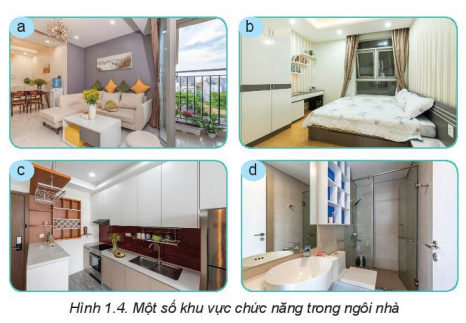 a
b
c
d
Hình 1.4. Một số khu vực chức năng trong ngôi nhà